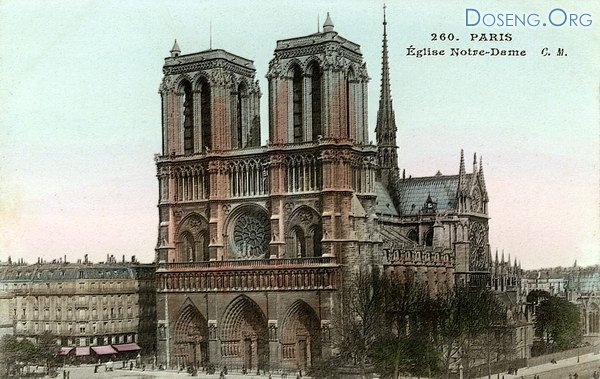 Doseng.Org
260. PARIS
Église Notre-Dame C. M.